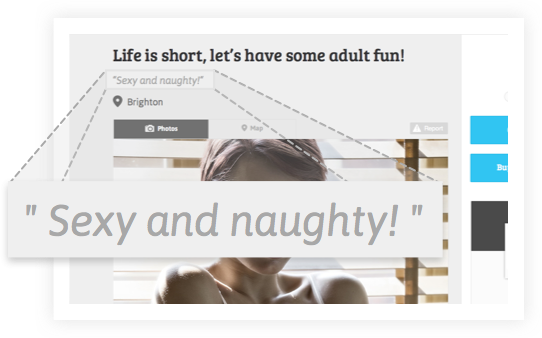 Life is short, let's have some adult fun!
"Sexy and naughty!"
Brighton
Photos
Map
Report
" Sexy and naughty! "